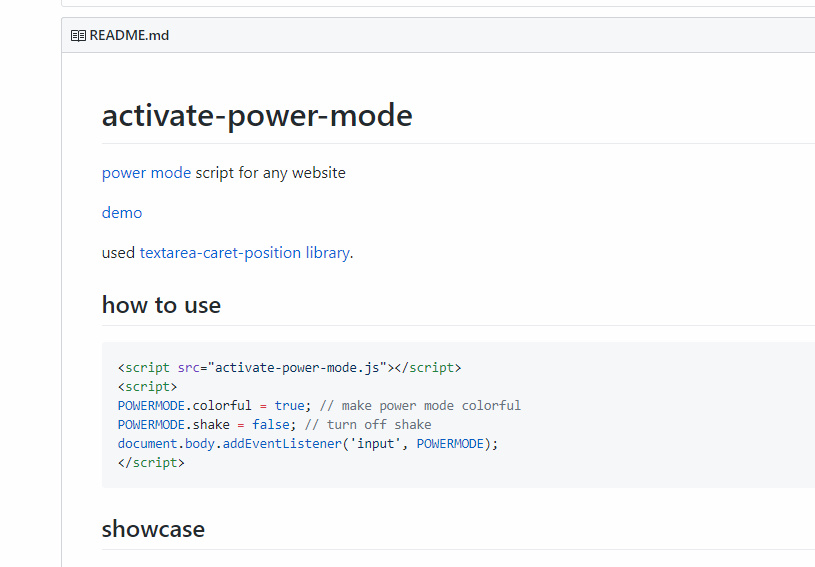 README.md
activate-power-mode
power mode script for any website
demo
used textarea-caret-position library.
how to use
<script src="activate-power-mode.js"></script>
<script>
POWERMODE.colorful = true; // make power mode colorful
POWERMODE.shake = false; // turn off shake
document.body.addEventListener('input', POWERMODE);
</script>
showcase